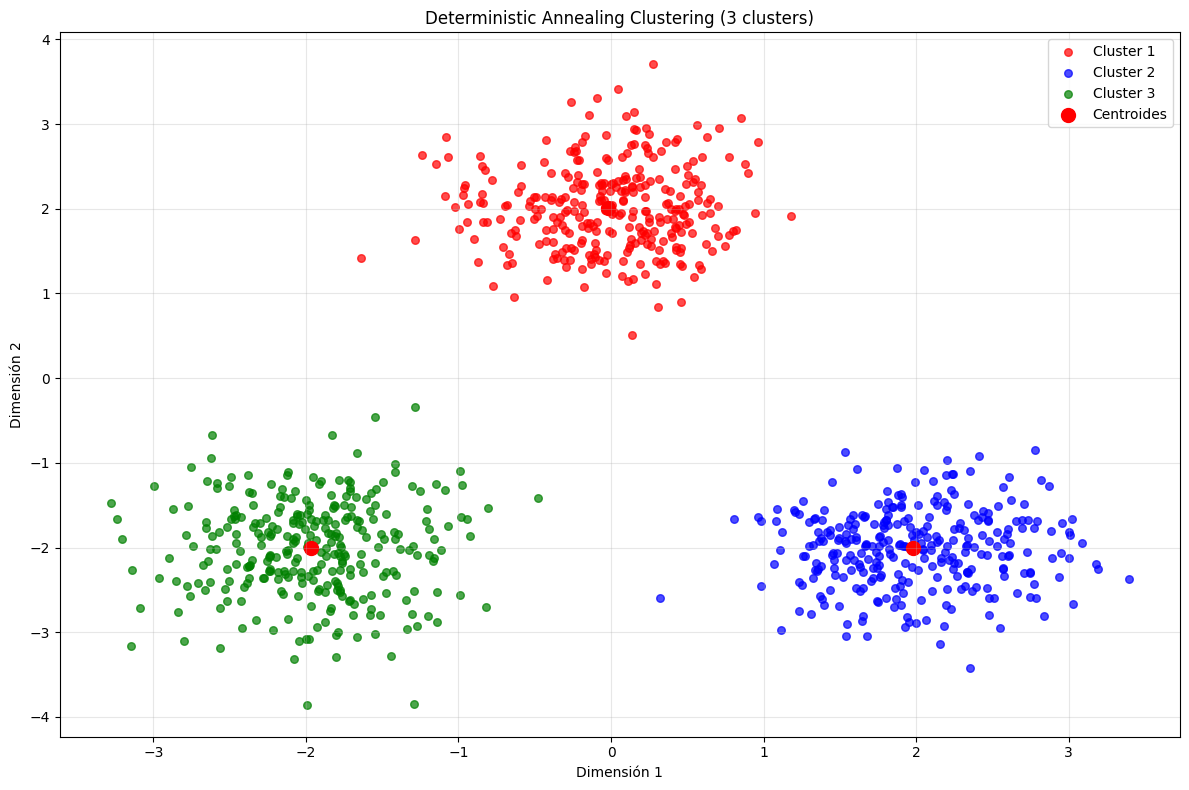 Deterministic Annealing Clustering (3 clusters)
Cluster 1
Cluster 2
Cluster 3
Centroides
4
3
2
1
0
−1
−2
−3
−4
Dimensión 2
−3
−2
−1
0
1
2
3
Dimensión 1